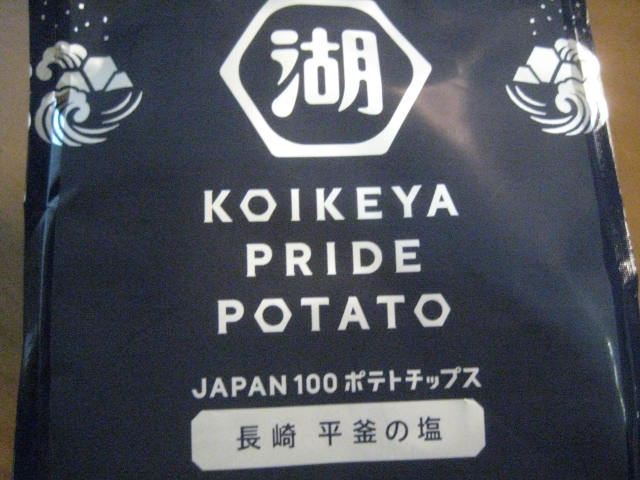 湖
KOIKEYA
PRIDE
POTATO
JAPAN 100 ポテトチップス
長崎 平釜の塩